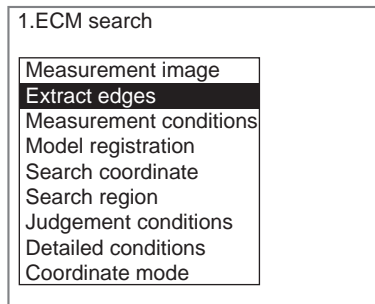 1.ECM search
Measurement image
Extract edges
Measurement conditions
Model registration
Search coordinate
Search region
Judgement conditions
Detailed conditions
Coordinate mode